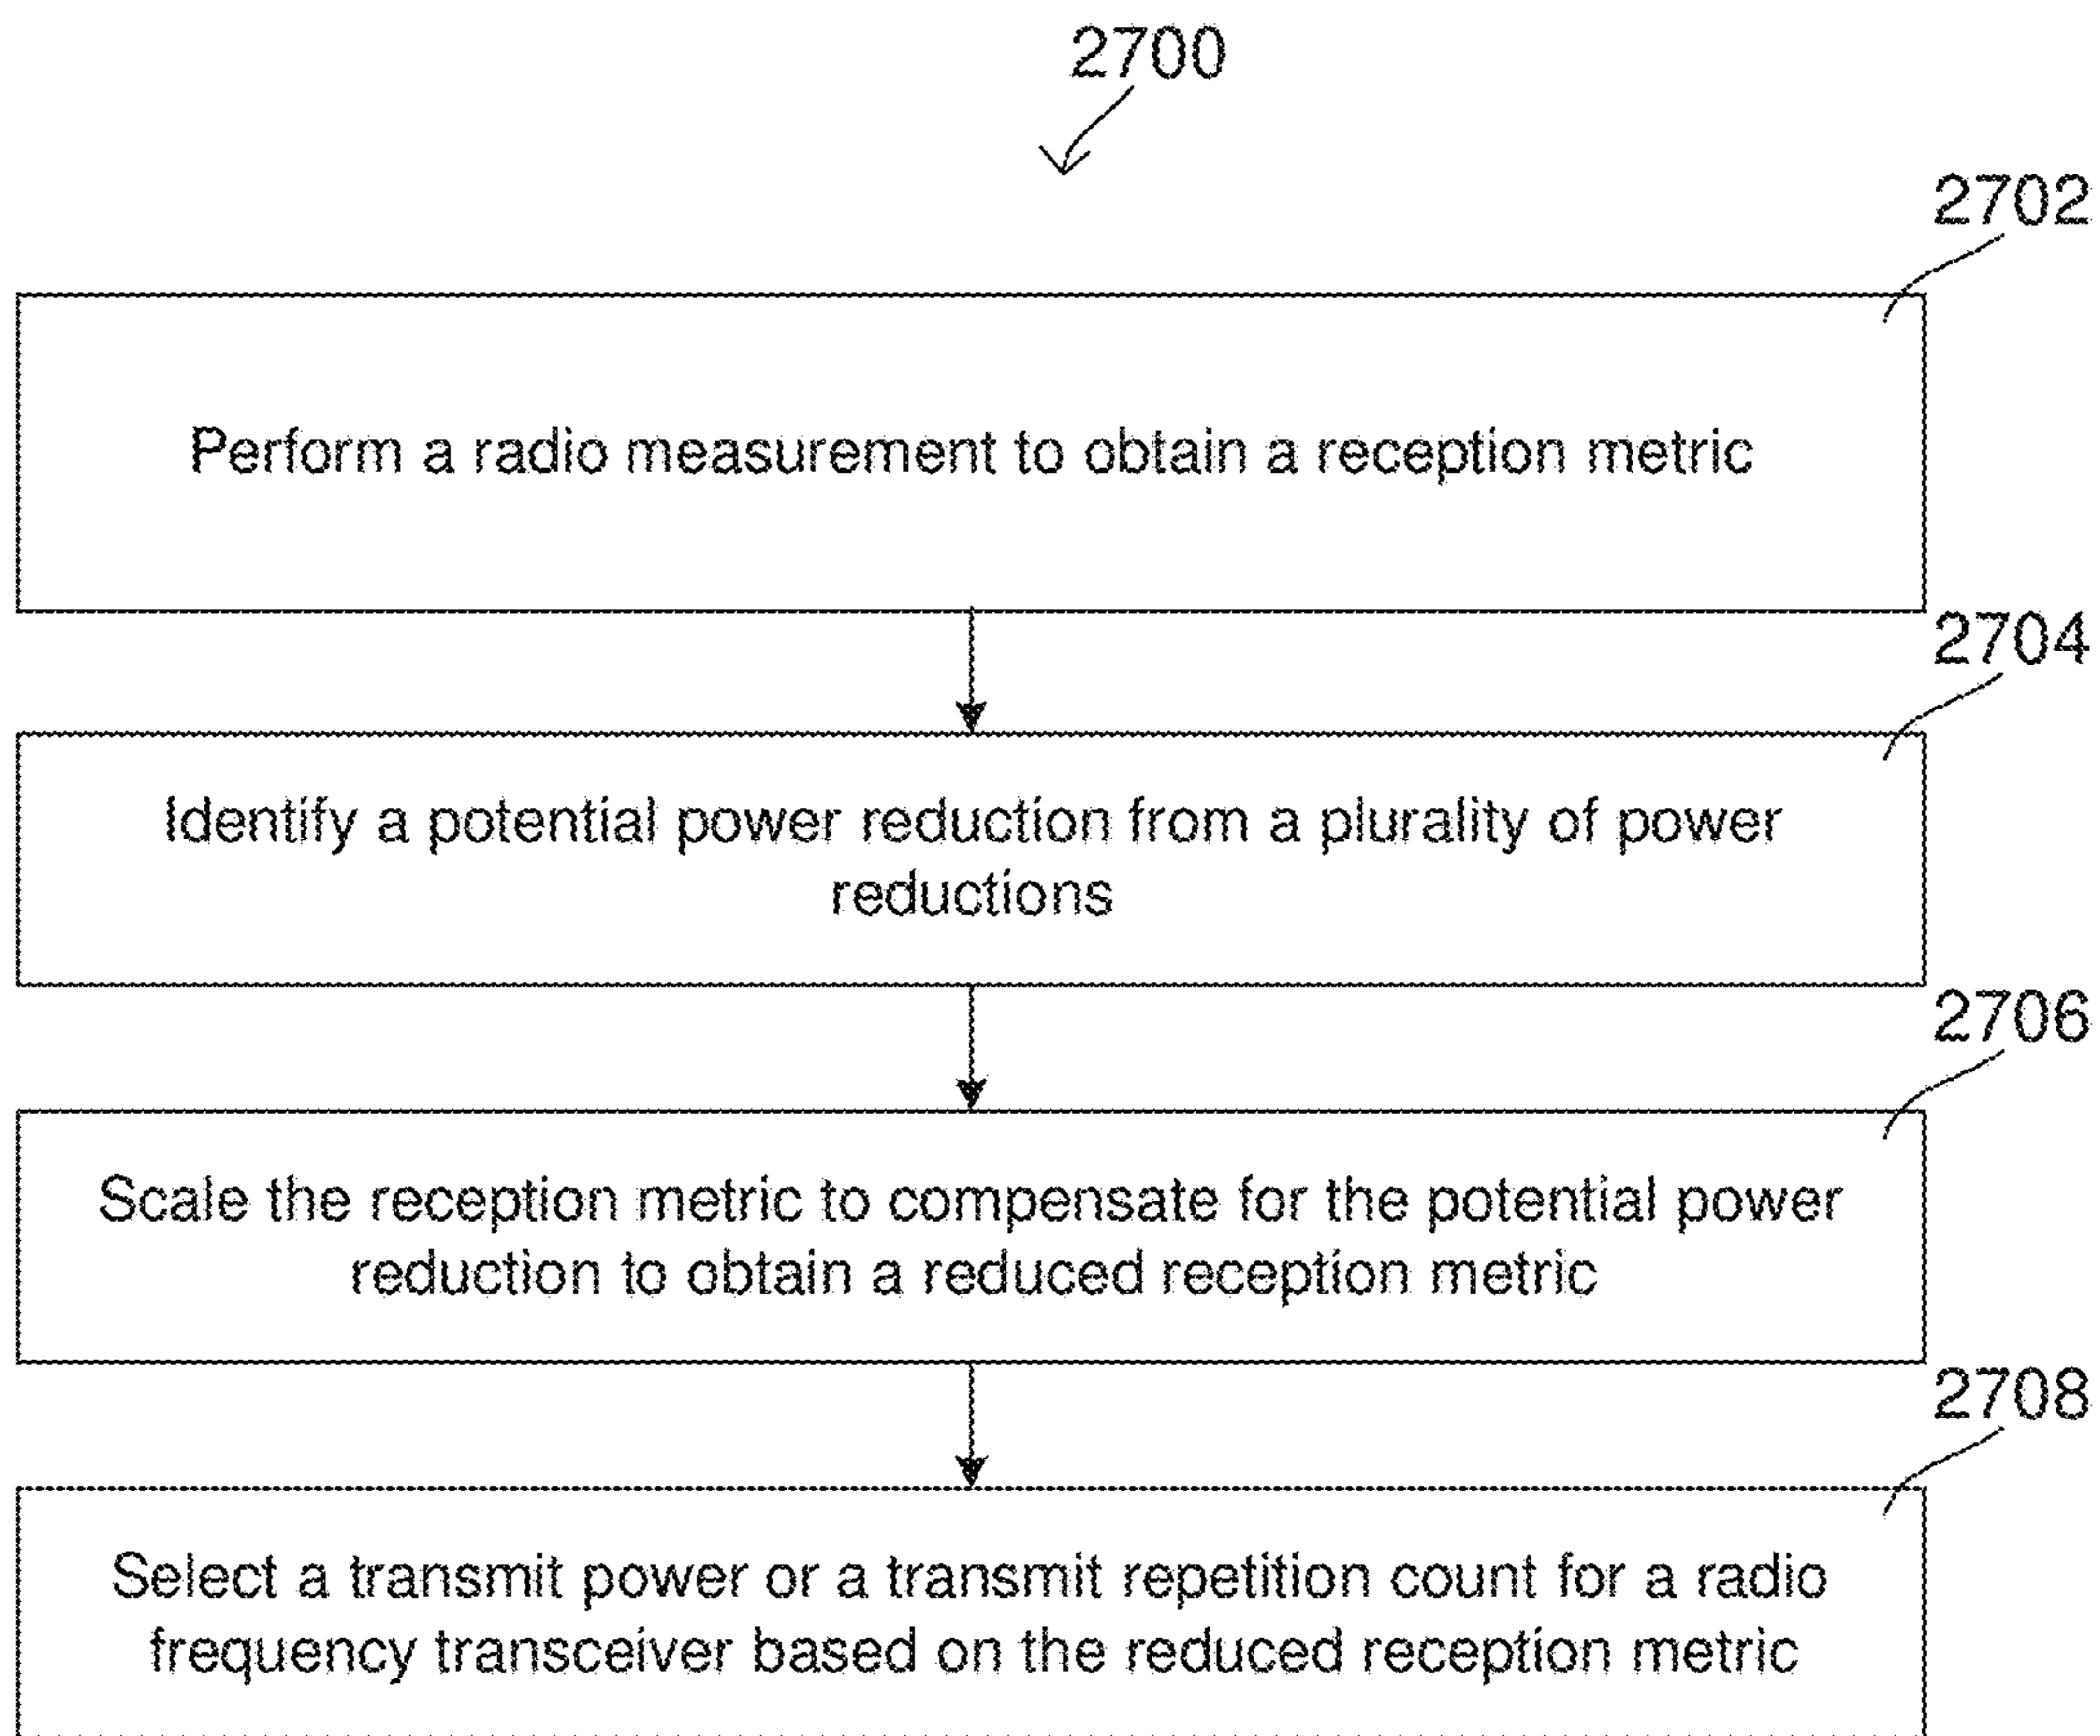 2700
2702
Perform a radio measurement to obtain a reception metric
2704
Identify a potential power reduction from a plurality of power
reductions
2706
Scale the reception metric to compensate for the potential power
reduction to obtain a reduced reception metric
2708
Select a transmit power or a transmit repetition count for a radio
frequency transceiver based on the reduced reception metric